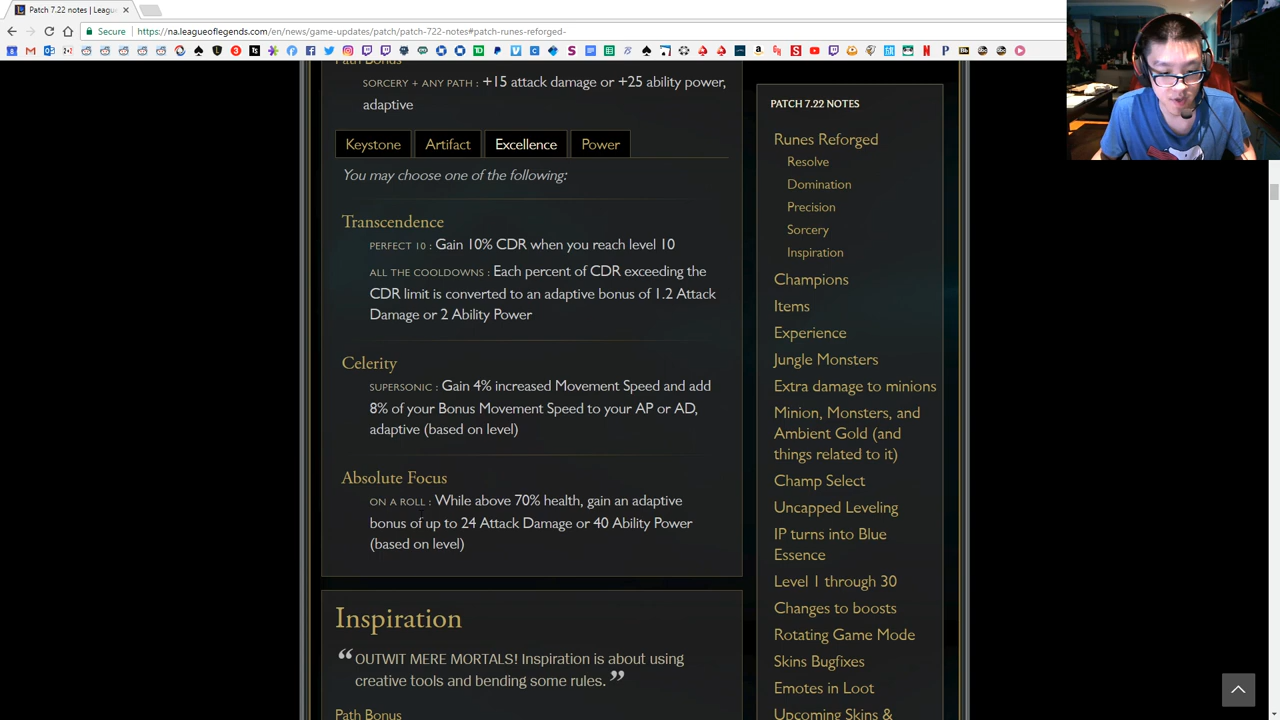 Patch 7.22 notes | Leagu
Secure
https://na.leagueoflegends.com/en/news/game-updates/patch/patch-722-notes#patch-runes-reforged-
Path Bonus
SORCERY + ANY PATH : +15 attack damage or +25 ability power,
adaptive
Keystone
Artifact
Excellence
Power
You may choose one of the following:
Transcendence
PERFECT 10 : Gain 10% CDR when you reach level 10
ALL THE COOLDOWNS : Each percent of CDR exceeding the
CDR limit is converted to an adaptive bonus of 1.2 Attack
Damage or 2 Ability Power
Celerity
SUPERSONIC : Gain 4% increased Movement Speed and add
8% of your Bonus Movement Speed to your AP or AD,
adaptive (based on level)
Absolute Focus
ON A ROLL : While above 70% health, gain an adaptive
bonus of up to 24 Attack Damage or 40 Ability Power
(based on level)
Inspiration
“ OUTWIT MERE MORTALS! Inspiration is about using
creative tools and bending some rules. ”
Path Bonus
PATCH 7.22 NOTES
Runes Reforged
Resolve
Domination
Precision
Sorcery
Inspiration
Champions
Items
Experience
Jungle Monsters
Extra damage to minions
Minion, Monsters, and
Ambient Gold (and
things related to it)
Champ Select
Uncapped Leveling
IP turns into Blue
Essence
Level 1 through 30
Changes to boosts
Rotating Game Mode
Skins Bugfixes
Emotes in Loot
Upcoming Skins &